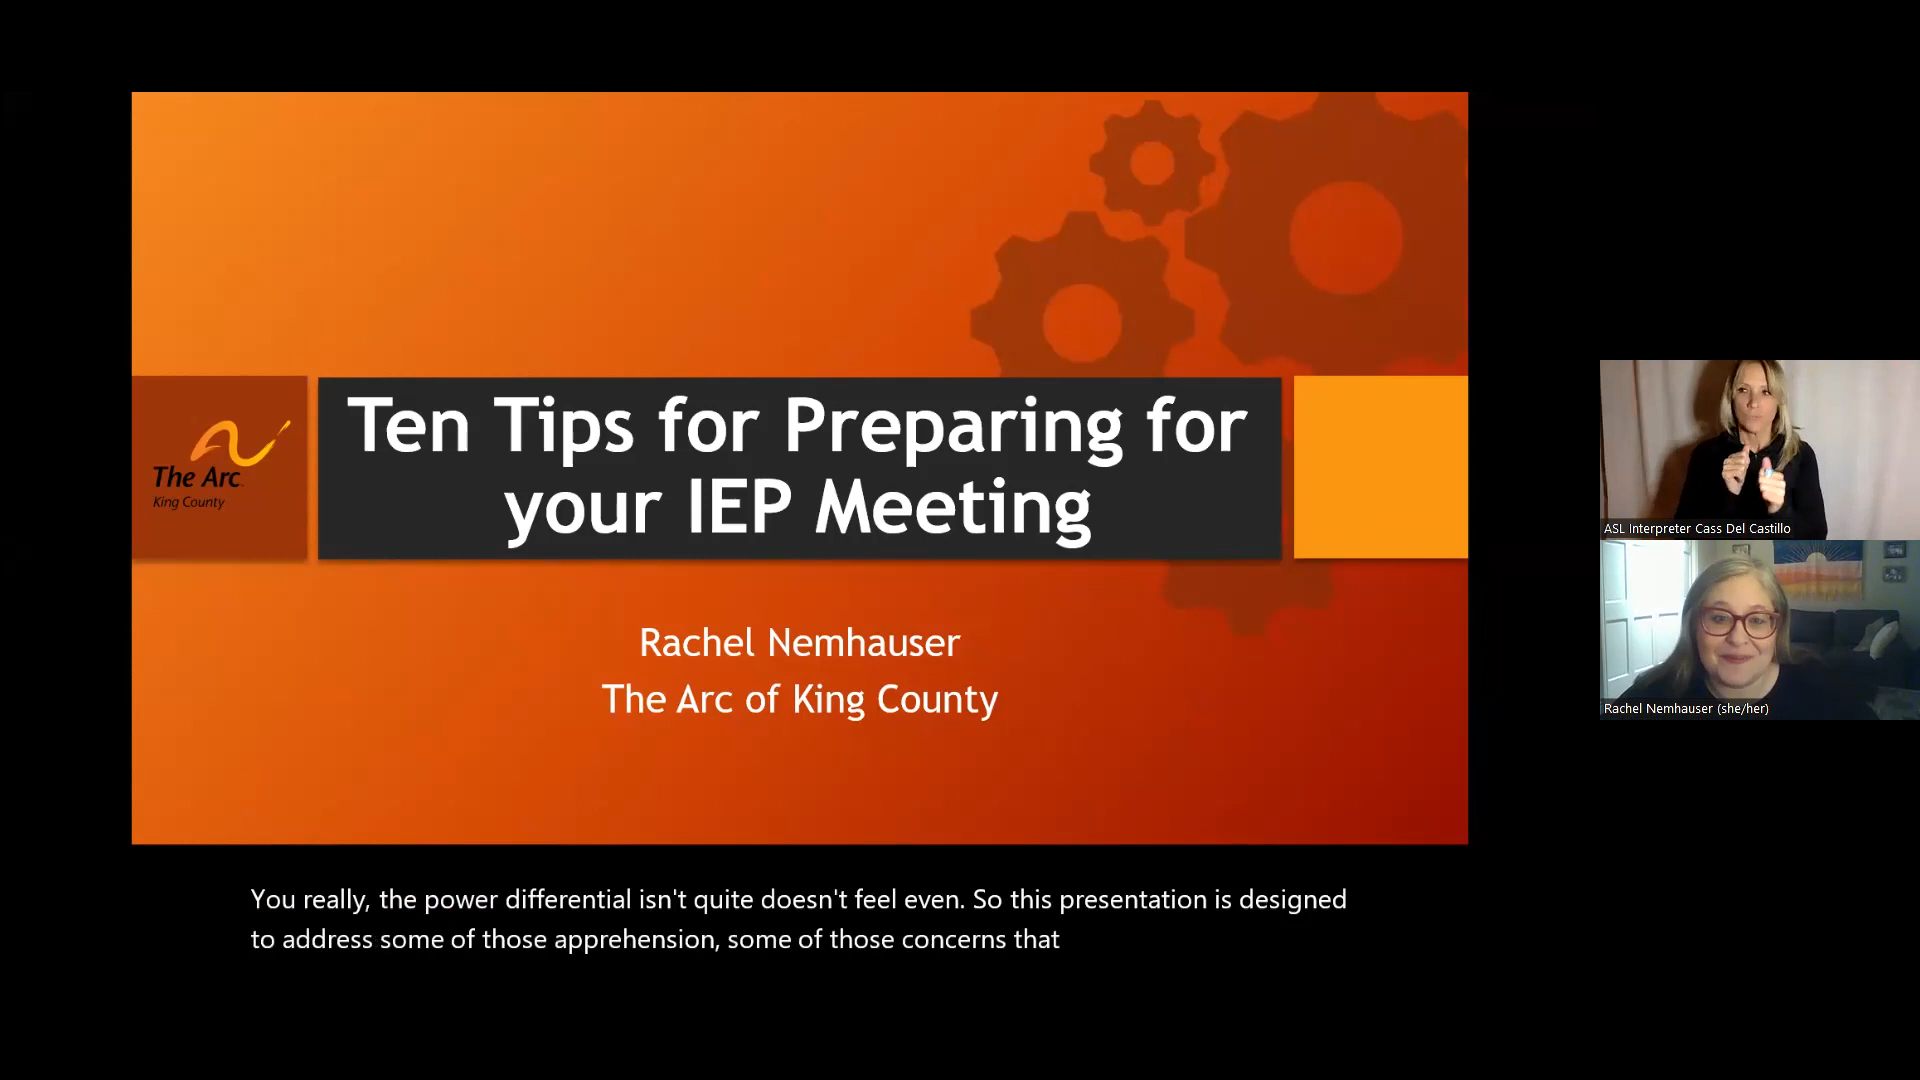 Ten Tips for Preparing for
your IEP Meeting
The Arc
King County
Rachel Nemhauser
The Arc of King County
ASL Interpreter Cass Del Castillo
Rachel Nemhauser (she/her)
You really, the power differential isn't quite doesn't feel even. So this presentation is designed
to address some of those apprehension, some of those concerns that